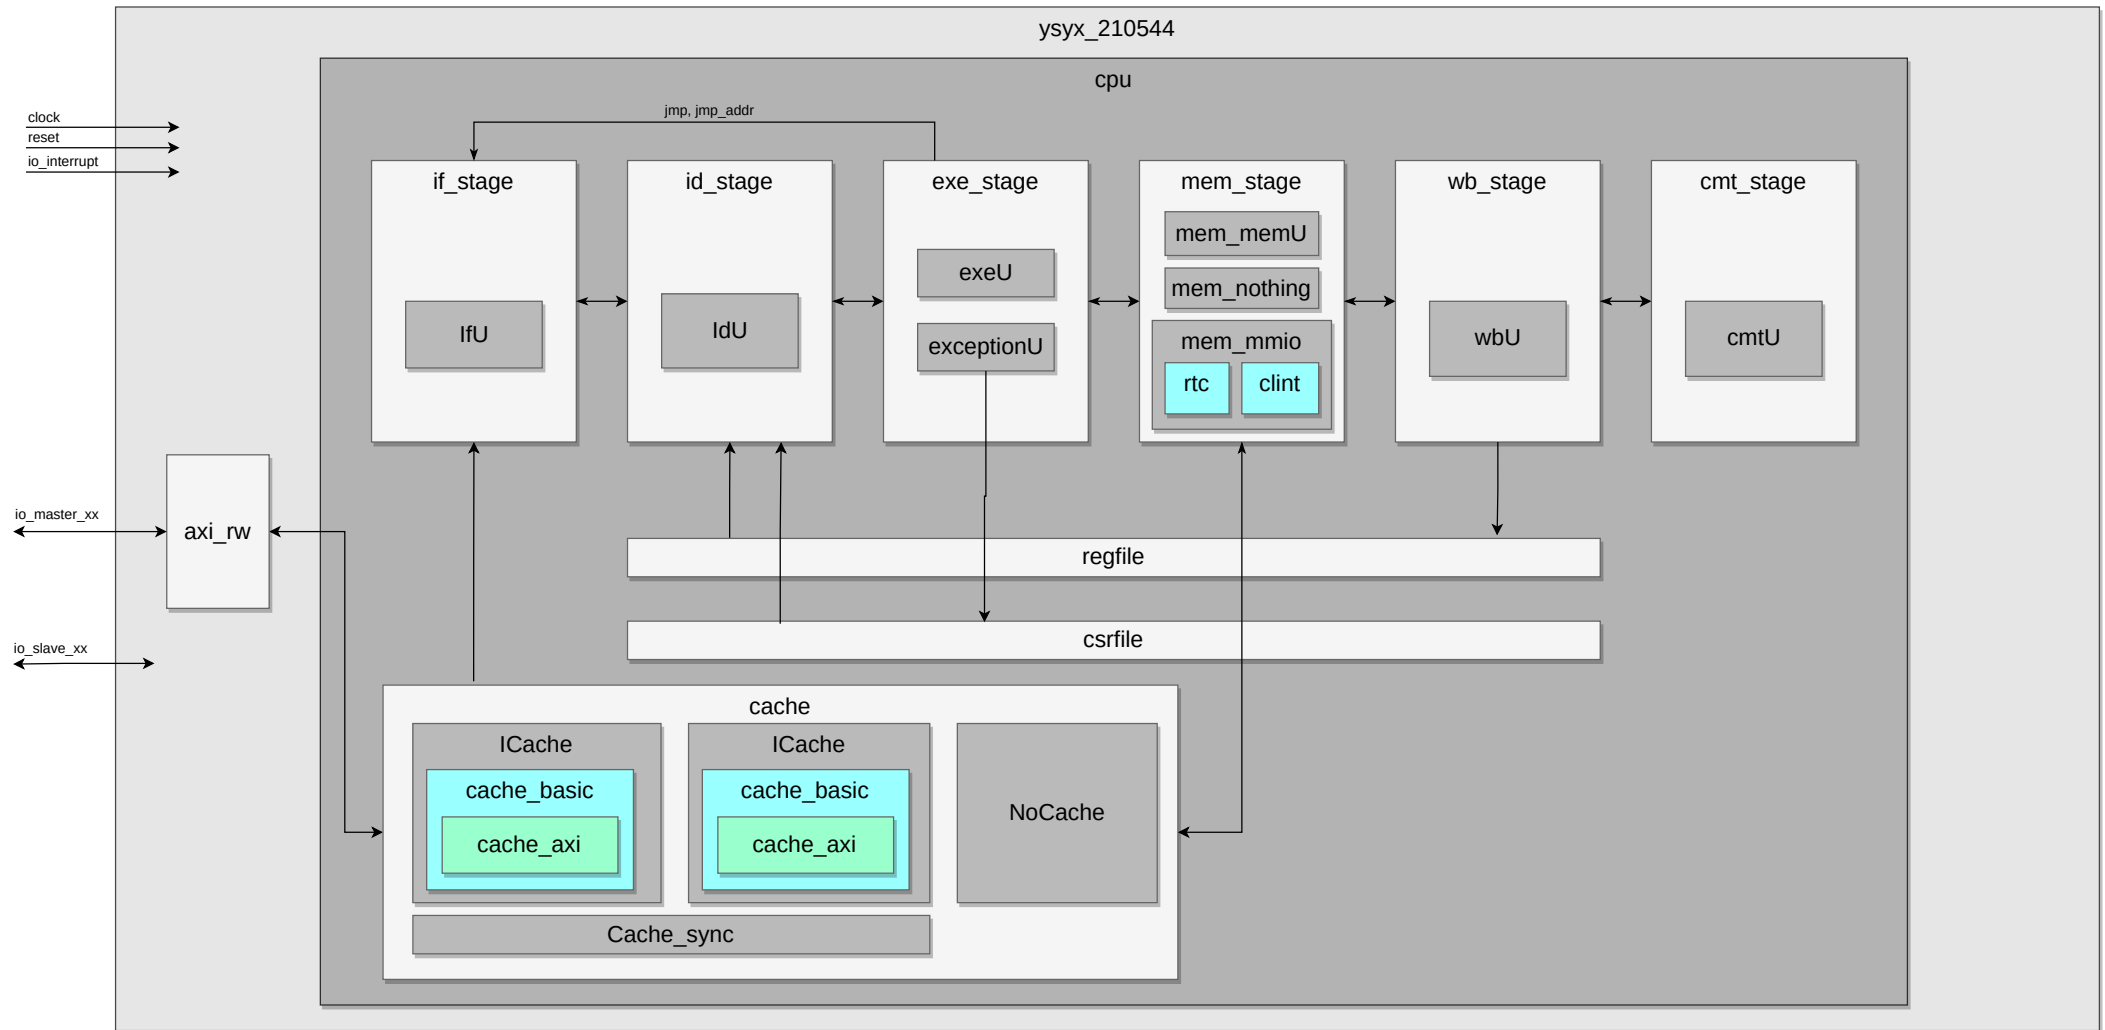 ysyx_210544
cpu
clock
reset
io_interrupt
jmp, jmp_addr
if_stage
id_stage
exe_stage
mem_stage
wb_stage
cmt_stage
IfU
IdU
exeU
exceptionU
mem_memU
mem_nothing
mem_mmio
rtc
clint
wbU
cmtU
io_master_xx
axi_rw
io_slave_xx
regfile
csrfile
cache
ICache
cache_basic
cache_axi
ICache
cache_basic
cache_axi
NoCache
Cache_sync